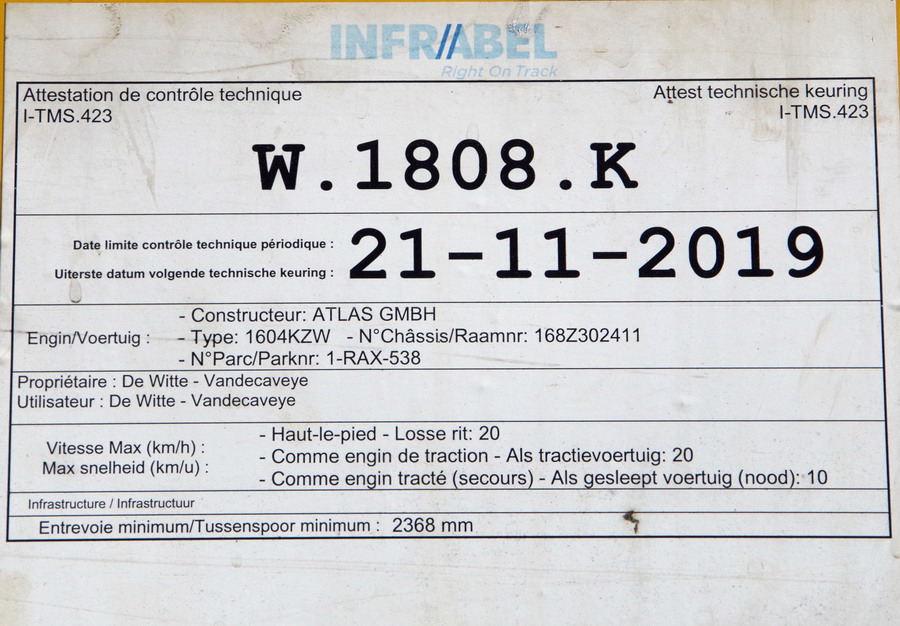 INFRABEL
Right On Track
Attestation de contrôle technique
I-TMS.423
Attest technische keuring
I-TMS.423
W.1808.K
Date limite contrôle technique périodique :
Uiterste datum volgende technische keuring :
21-11-2019
Engin/Voertuig :
- Constructeur: ATLAS GMBH
- Type: 1604KZW - N°Châssis/Raamnr: 168Z302411
- N°Parc/Parknr: 1-RAX-538
Propriétaire : De Witte - Vandecaveye
Utilisateur : De Witte - Vandecaveye
Vitesse Max (km/h) :
Max snelheid (km/u) :
- Haut-le-pied - Losse rit: 20
- Comme engin de traction - Als tractievoertuig: 20
- Comme engin tracté (secours) - Als gesleept voertuig (nood): 10
Infrastructure / Infrastructuur
Entrevoie minimum/Tussenspoor minimum : 2368 mm